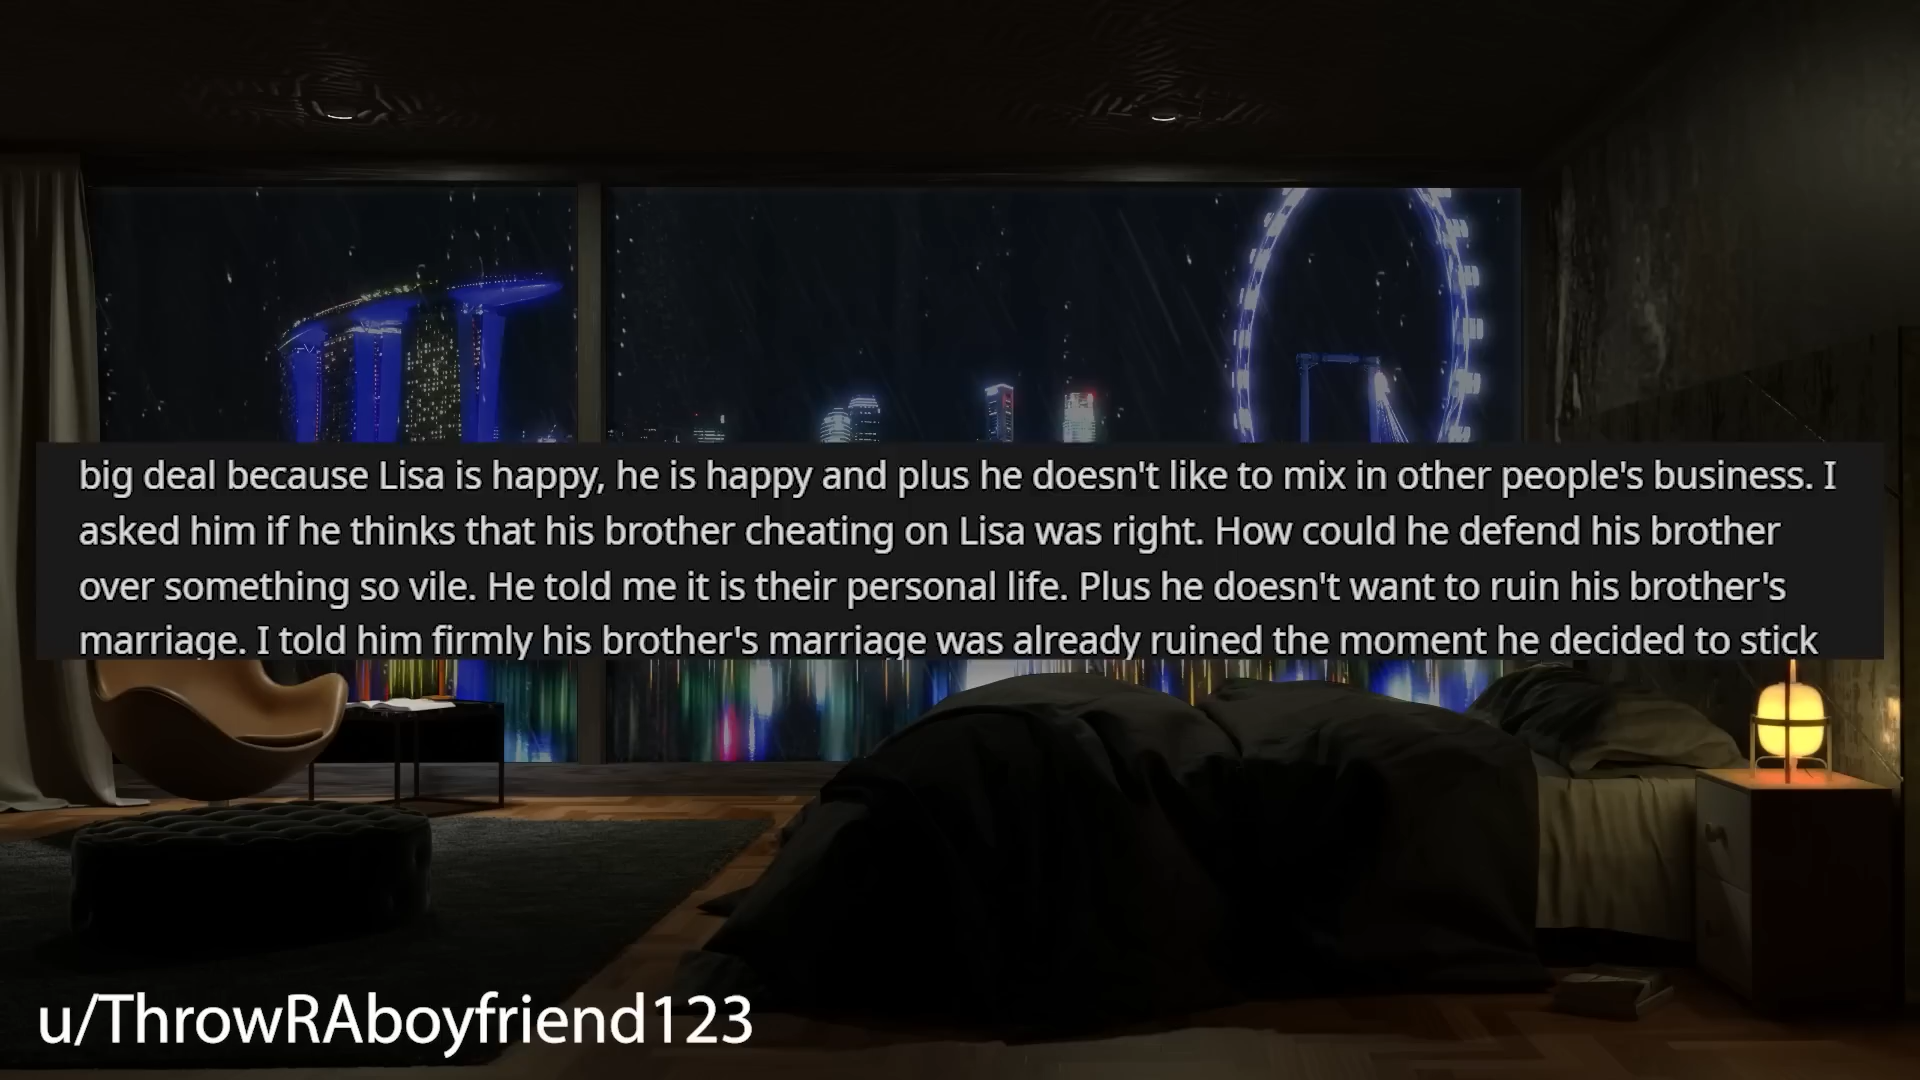 big deal because Lisa is happy, he is happy and plus he doesn't like to mix in other people's business. I
asked him if he thinks that his brother cheating on Lisa was right. How could he defend his brother
over something so vile. He told me it is their personal life. Plus he doesn't want to ruin his brother's
marriage. I told him firmly his brother's marriage was already ruined the moment he decided to stick
u/ThrowRAboyfriend123